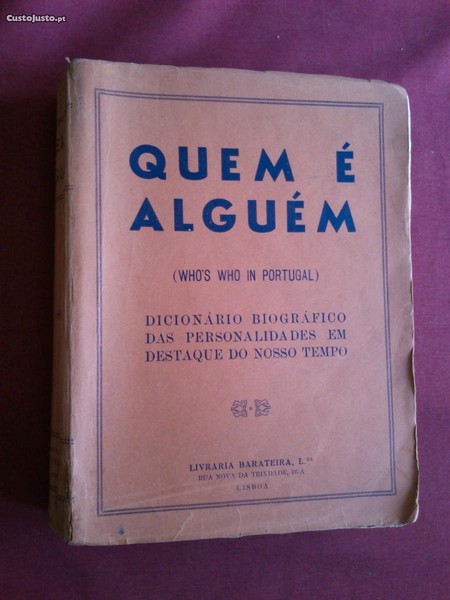 CustoJusto.pt
QUEM É
ALGUÉM
(WHO'S WHO IN PORTUGAL)
DICIONÁRIO BIOGRÁFICO
DAS PERSONALIDADES EM
DESTAQUE DO NOSSO TEMPO
LIVRARIA BARATEIRA, L.da
RUA NOVA DA TRINDADE, 16-A
LISBOA